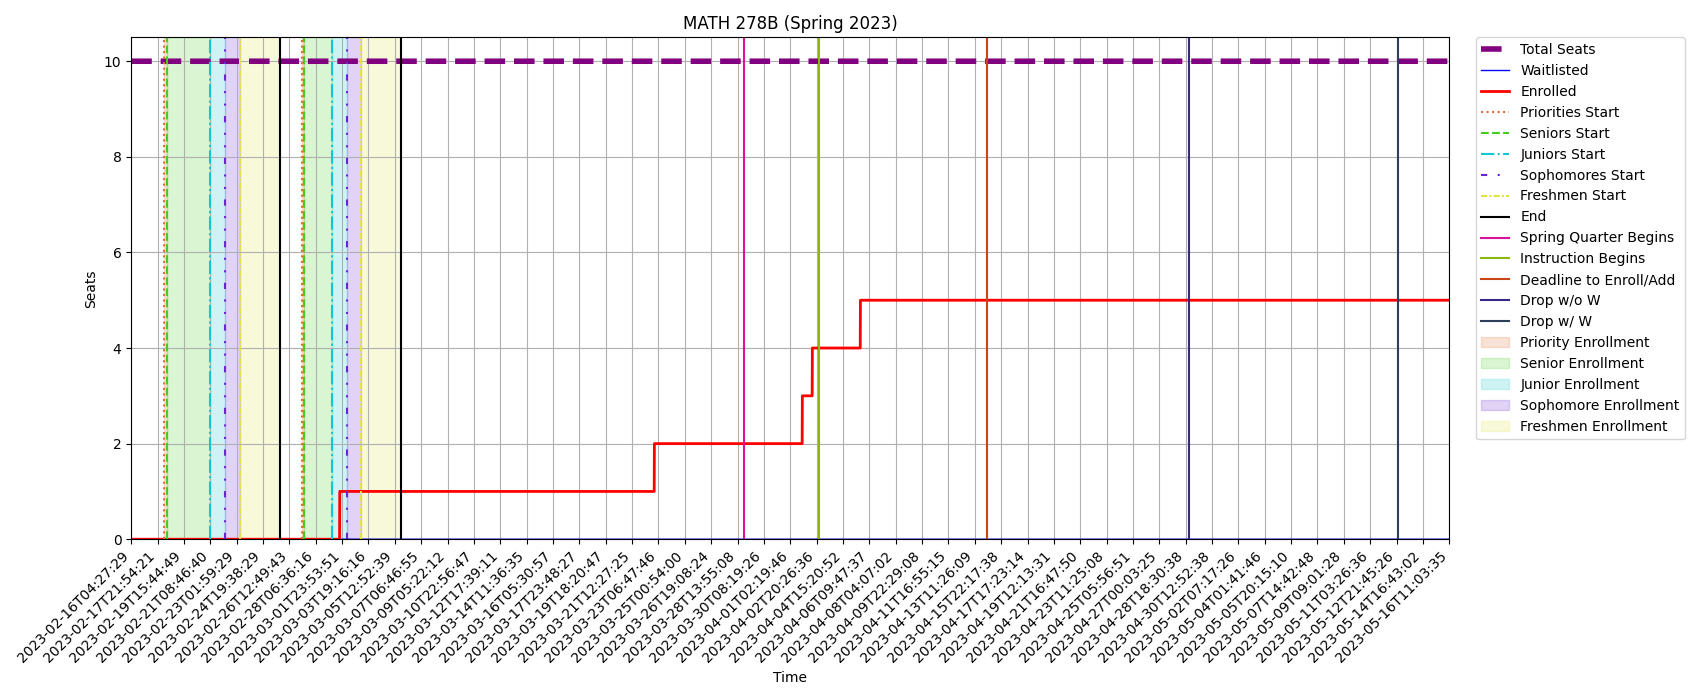 MATH 278B (Spring 2023)
Seats
10
8
6
4
2
0
2023-02-16T04:27:29
2023-02-17T21:54:21
2023-02-19T15:44:49
2023-02-21T08:46:40
2023-02-23T01:59:29
2023-02-24T19:38:29
2023-02-26T12:49:43
2023-02-28T06:36:16
2023-03-01T23:53:51
2023-03-03T19:16:16
2023-03-05T12:52:39
2023-03-07T06:46:55
2023-03-09T05:22:12
2023-03-10T22:56:47
2023-03-12T17:39:11
2023-03-14T11:36:35
2023-03-16T05:30:57
2023-03-17T23:48:27
2023-03-19T18:20:47
2023-03-21T12:27:25
2023-03-23T06:47:46
2023-03-25T00:54:00
2023-03-26T19:08:24
2023-03-28T13:55:08
2023-03-30T08:19:26
2023-04-01T02:19:46
2023-04-02T20:26:36
2023-04-04T15:20:52
2023-04-06T09:47:37
2023-04-08T04:07:02
2023-04-09T22:29:08
2023-04-11T16:55:15
2023-04-13T11:26:09
2023-04-15T22:17:38
2023-04-17T17:23:14
2023-04-19T12:13:31
2023-04-21T16:47:50
2023-04-23T11:25:08
2023-04-25T05:56:51
2023-04-27T00:03:25
2023-04-28T18:30:38
2023-04-30T12:52:38
2023-05-02T07:17:26
2023-05-04T01:41:46
2023-05-05T20:15:10
2023-05-07T14:42:48
2023-05-09T09:01:28
2023-05-11T03:26:36
2023-05-12T21:45:26
2023-05-14T16:43:02
2023-05-16T11:03:35
Time
Total Seats
Waitlisted
Enrolled
Priorities Start
Seniors Start
Juniors Start
Sophomores Start
Freshmen Start
End
Spring Quarter Begins
Instruction Begins
Deadline to Enroll/Add
Drop w/o W
Drop w/ W
Priority Enrollment
Senior Enrollment
Junior Enrollment
Sophomore Enrollment
Freshmen Enrollment